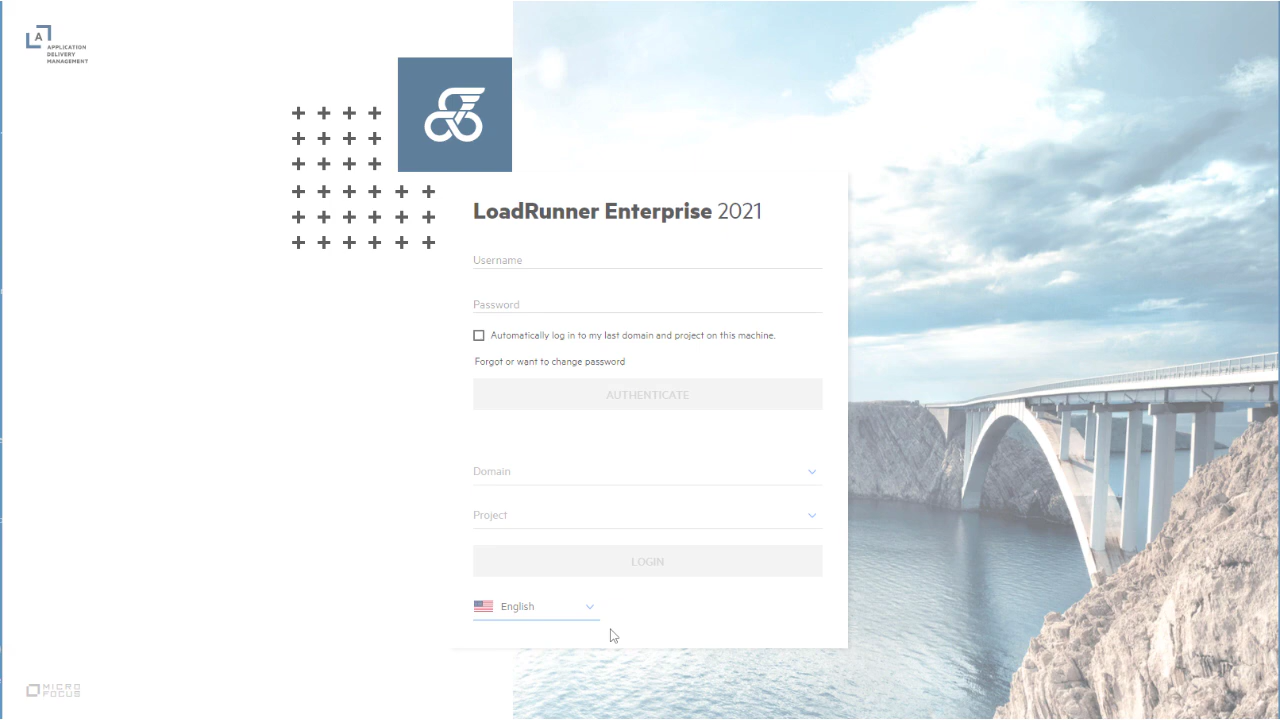 A
APPLICATION
DELIVERY
MANAGEMENT
LoadRunner Enterprise 2021
Username
Password
Automatically log in to my last domain and project on this machine.
Forgot or want to change password
AUTHENTICATE
Domain
Project
LOGIN
English
MICRO
FOCUS